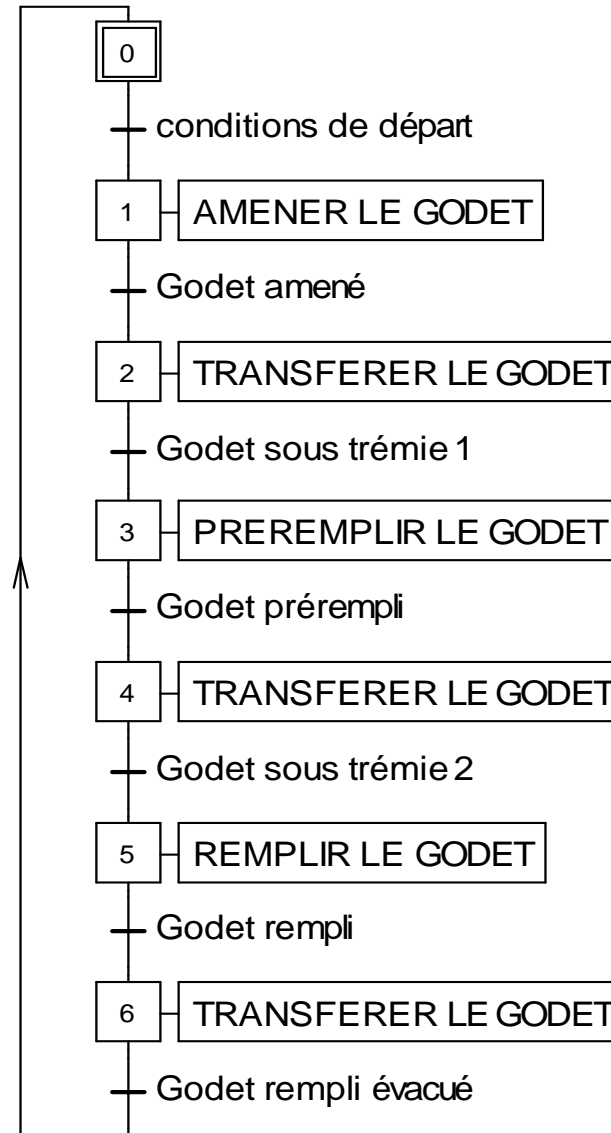 0
conditions de départ
1 AMENER LE GODET
Godet amené
2 TRANSFERER LE GODET
Godet sous trémie 1
3 PREREMPLIR LE GODET
Godet prérempli
4 TRANSFERER LE GODET
Godet sous trémie 2
5 REMPLIR LE GODET
Godet rempli
6 TRANSFERER LE GODET
Godet rempli évacué